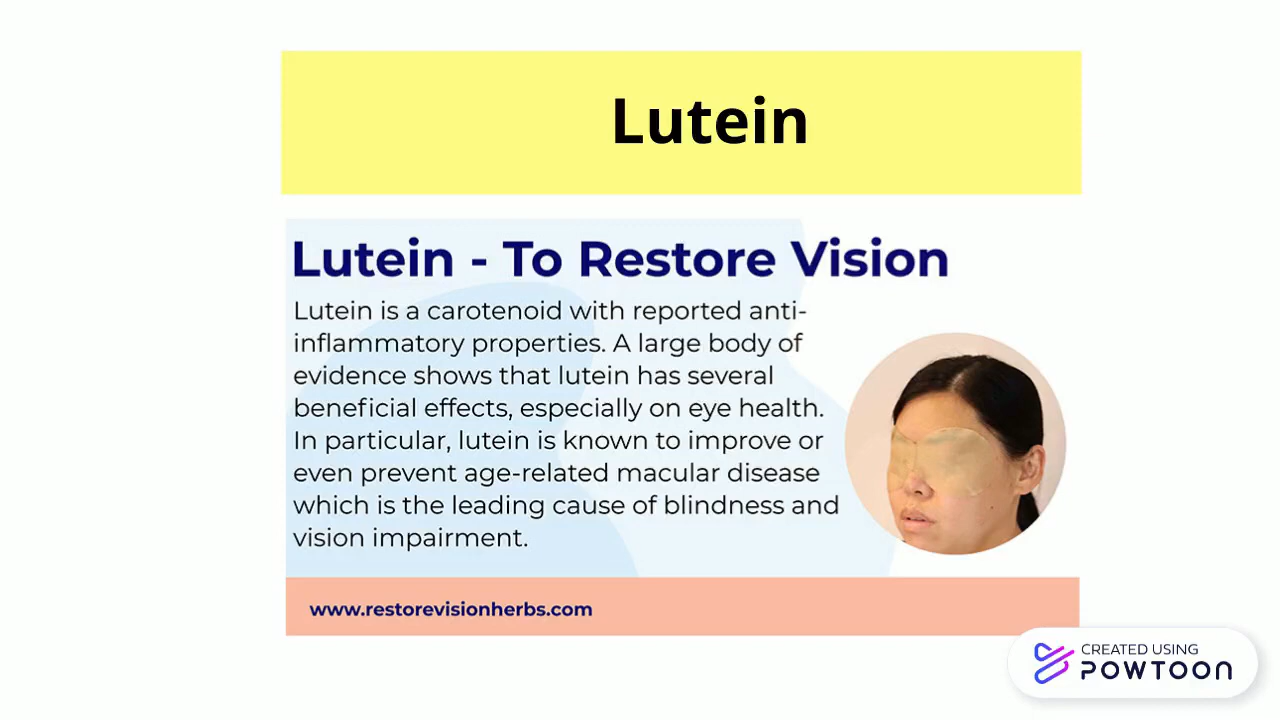 Lutein
Lutein - To Restore Vision
Lutein is a carotenoid with reported anti-
inflammatory properties. A large body of
evidence shows that lutein has several
beneficial effects, especially on eye health.
In particular, lutein is known to improve or
even prevent age-related macular disease
which is the leading cause of blindness and
vision impairment.
www.restorevisionherbs.com
CREATED USING
POWTOON